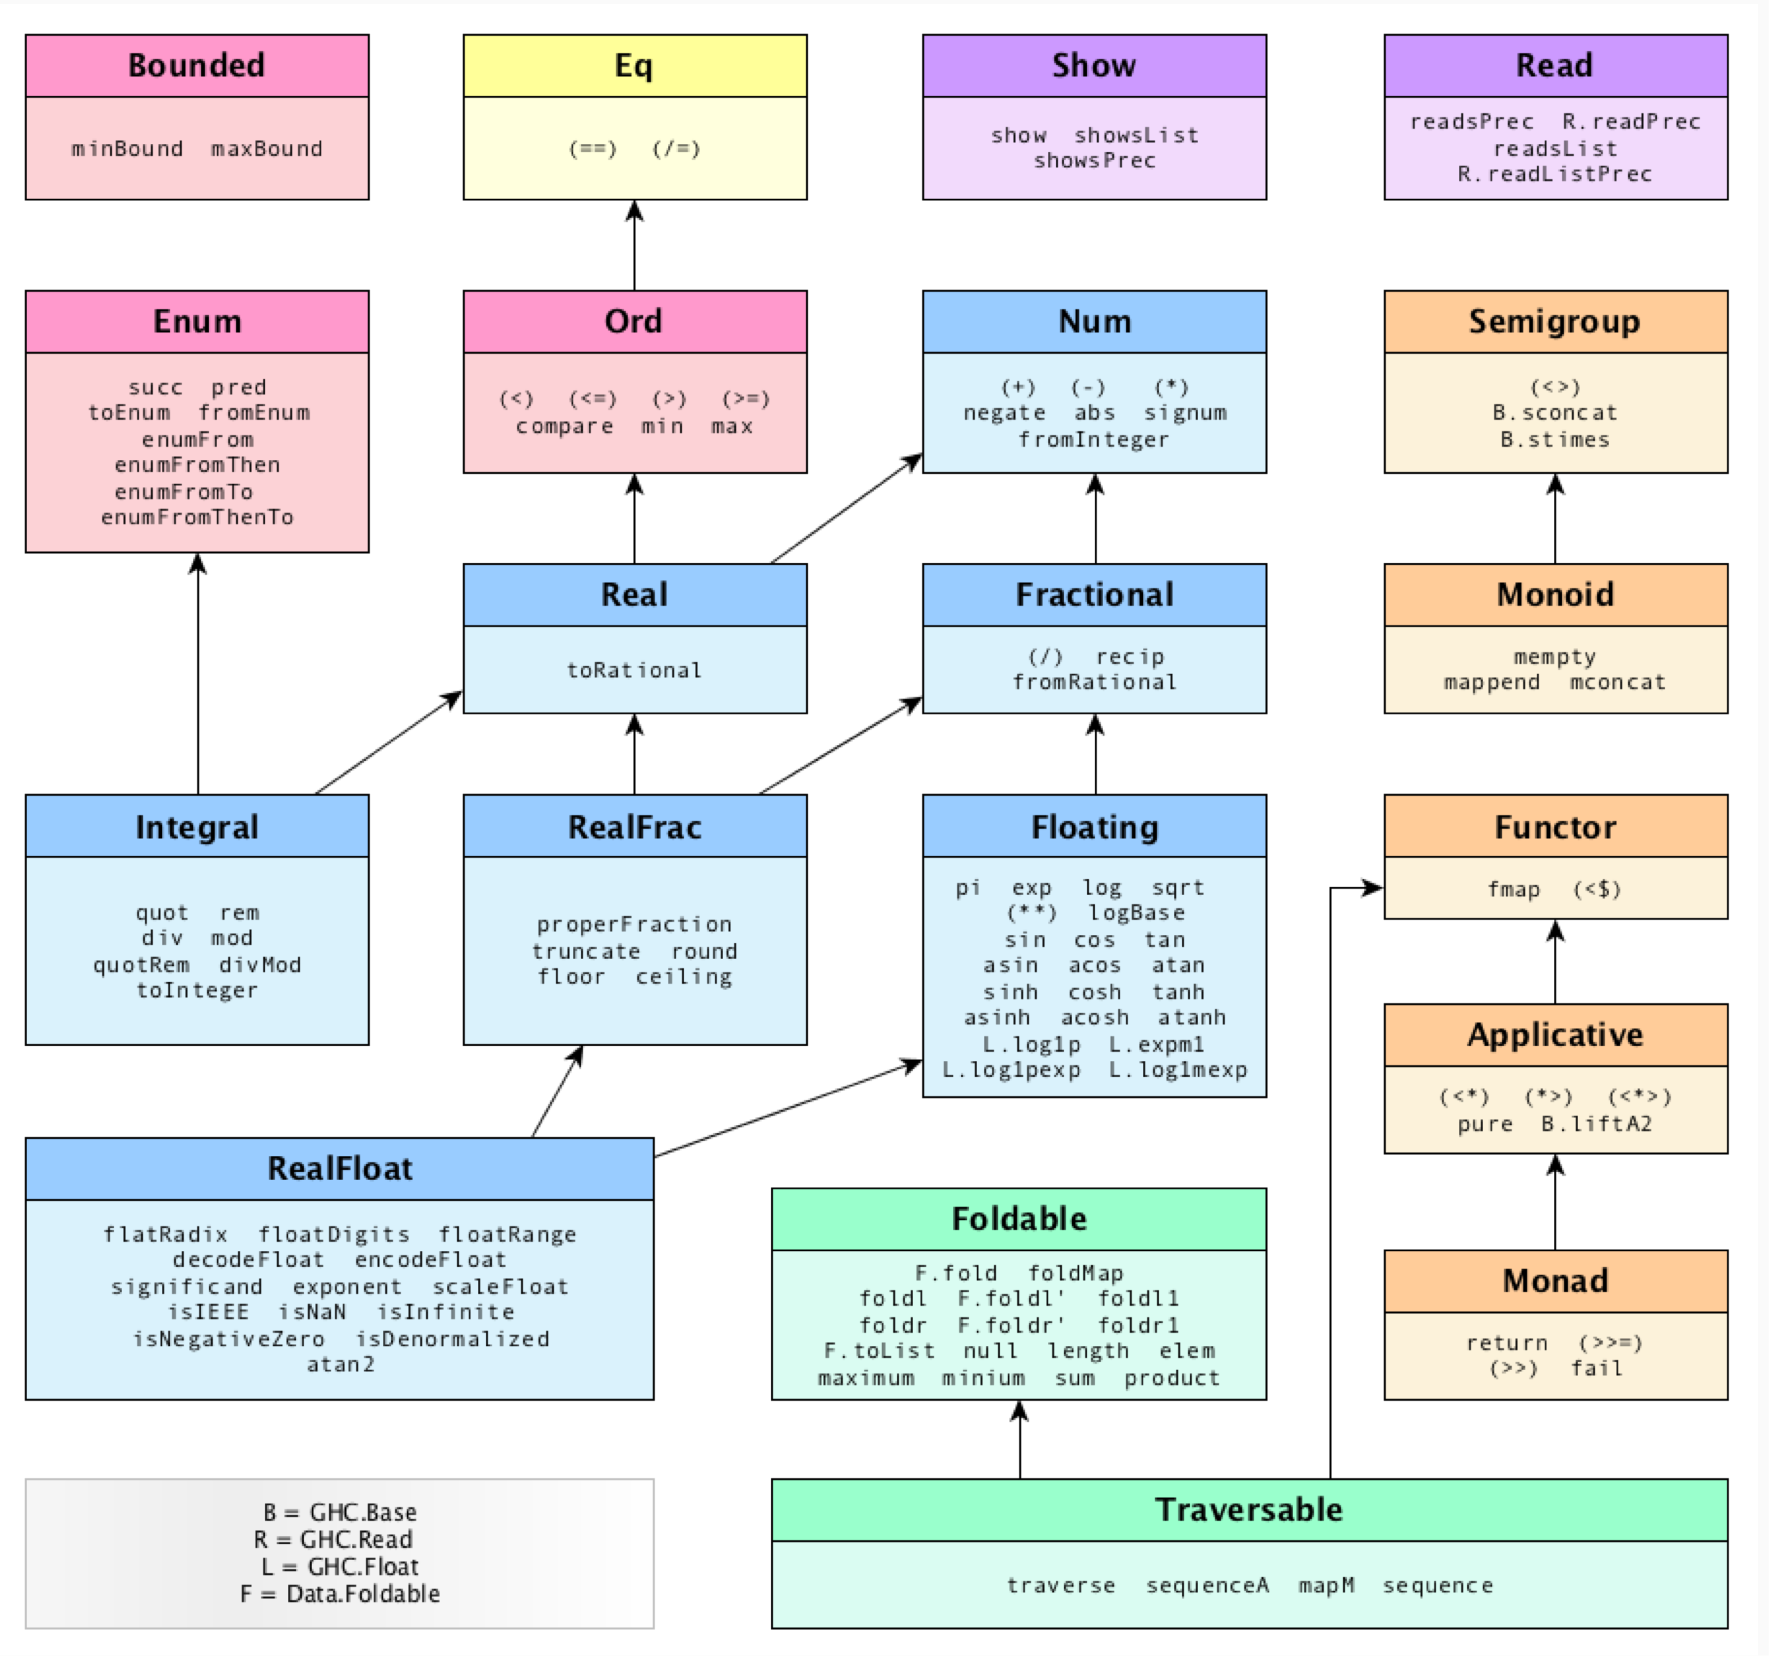 Bounded
minBound maxBound
Eq
(==) (/=)
Show
show showsList
showsPrec
Read
readsPrec R.readPrec
readsList
R.readListPrec
Enum
succ pred
toEnum fromEnum
enumFrom
enumFromThen
enumFromTo
enumFromThenTo
Ord
(<) (<=) (>) (>=)
compare min max
Num
(+) (-) (*)
negate abs signum
fromInteger
Semigroup
(<>)
B.sconcat
B.stimes
Real
toRational
Fractional
(/) recip
fromRational
Monoid
mempty
mappend mconcat
Integral
quot rem
div mod
quotRem divMod
toInteger
RealFrac
properFraction
truncate round
floor ceiling
Floating
pi exp log sqrt
(**) logBase
sin cos tan
asin acos atan
sinh cosh tanh
asinh acosh atanh
L.log1p L.expm1
L.log1pexp L.log1mexp
Functor
fmap (<$)
Applicative
(<*) (*>) (<*>)
pure B.liftA2
RealFloat
flatRadix floatDigits floatRange
decodeFloat encodeFloat
significand exponent scaleFloat
isIEEE isNaN isInfinite
isNegativeZero isDenormalized
atan2
Foldable
F.fold foldMap
foldl F.foldl' foldl1
foldr F.foldr' foldr1
F.toList null length elem
maximum minium sum product
Monad
return (>>=)
(>>) fail
B = GHC.Base
R = GHC.Read
L = GHC.Float
F = Data.Foldable
Traversable
traverse sequenceA mapM sequence